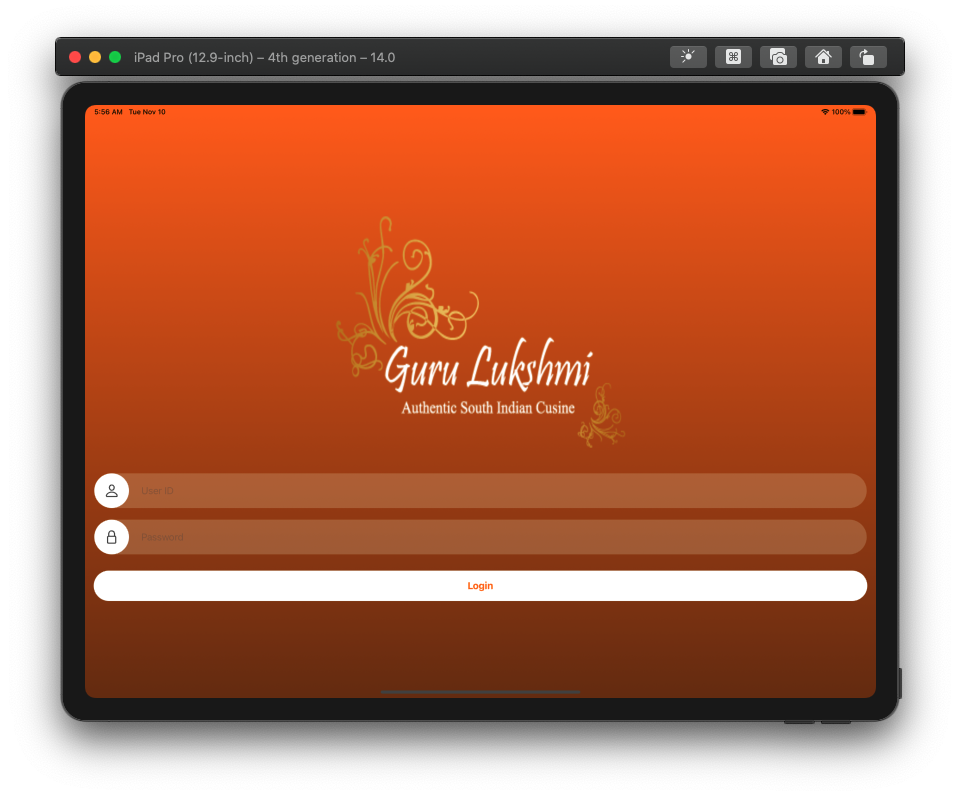 iPad Pro (12.9-inch) – 4th generation – 14.0
5:56 AM Tue Nov 10
100%
Guru Lukshmi
Authentic South Indian Cusine
User ID
Password
Login